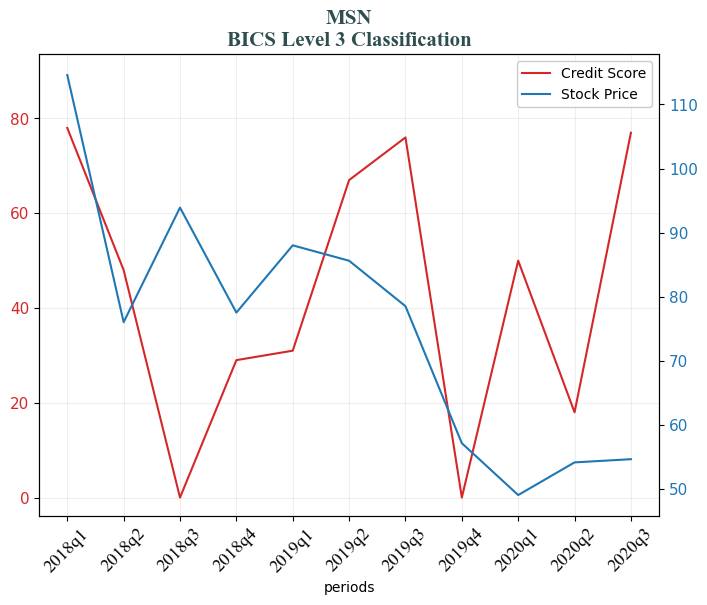 MSN
BICS Level 3 Classification
Credit Score
Stock Price
80
60
40
20
0
110
100
90
80
70
60
50
2018q1
2018q2
2018q3
2018q4
2019q1
2019q2
2019q3
2019q4
2020q1
2020q2
2020q3
periods